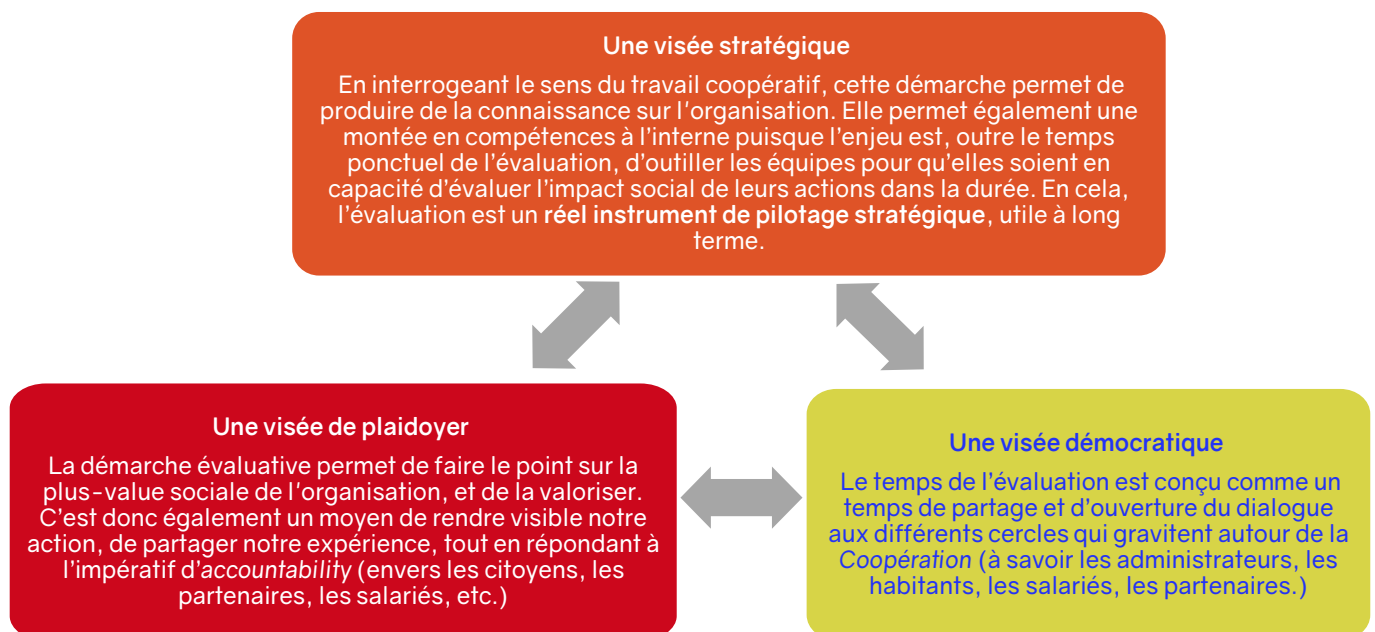 Une visée stratégique
En interrogeant le sens du travail coopératif, cette démarche permet de
produire de la connaissance sur l'organisation. Elle permet également une
montée en compétences à l'interne puisque l'enjeu est, outre le temps
ponctuel de l'évaluation, d'outiller les équipes pour qu'elles soient en
capacité d'évaluer l'impact social de leurs actions dans la durée. En cela,
l'évaluation est un réel instrument de pilotage stratégique, utile à long
terme.
Une visée de plaidoyer
La démarche évaluative permet de faire le point sur la
plus-value sociale de l'organisation, et de la valoriser.
C'est donc également un moyen de rendre visible notre
action, de partager notre expérience, tout en répondant à
l'impératif d'accountability (envers les citoyens, les
partenaires, les salariés, etc.)
Une visée démocratique
Le temps de l'évaluation est conçu comme un
temps de partage et d'ouverture du dialogue
aux différents cercles qui gravitent autour de la
Coopération (à savoir les administrateurs, les
habitants, les salariés, les partenaires.)